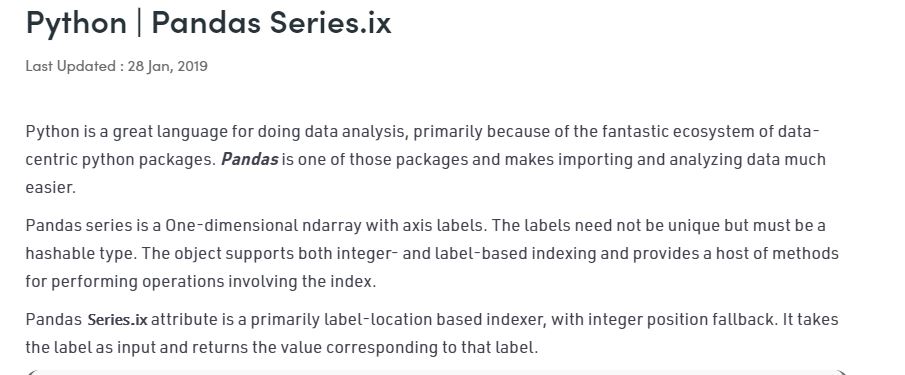 Python | Pandas Series.ix
Last Updated : 28 Jan, 2019
Python is a great language for doing data analysis, primarily because of the fantastic ecosystem of data-
centric python packages. Pandas is one of those packages and makes importing and analyzing data much
easier.
Pandas series is a One-dimensional ndarray with axis labels. The labels need not be unique but must be a
hashable type. The object supports both integer- and label-based indexing and provides a host of methods
for performing operations involving the index.
Pandas Series.ix attribute is a primarily label-location based indexer, with integer position fallback. It takes
the label as input and returns the value corresponding to that label.